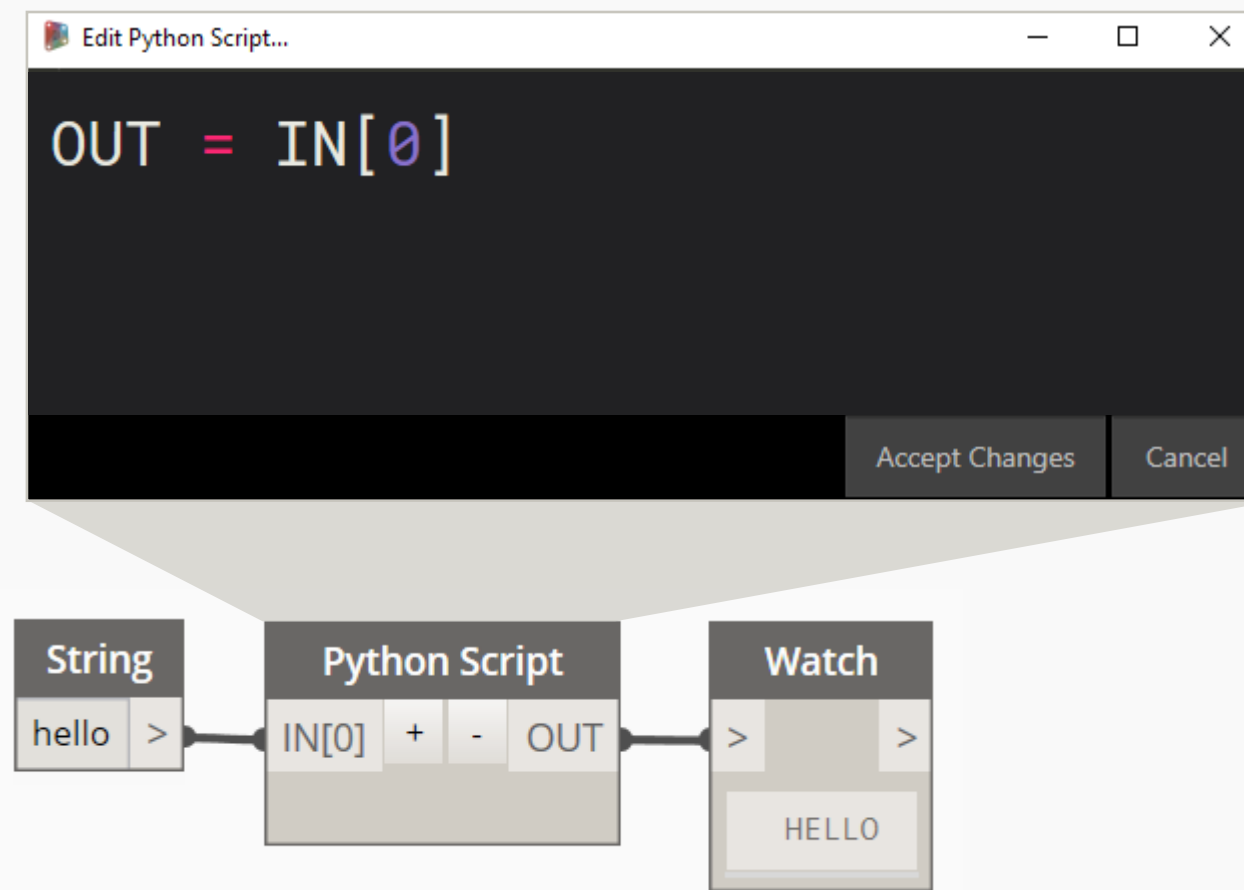 Edit Python Script...
OUT = IN[0]
Accept Changes Cancel
String Python Script Watch
hello > IN[0] + - OUT > >
HELLO